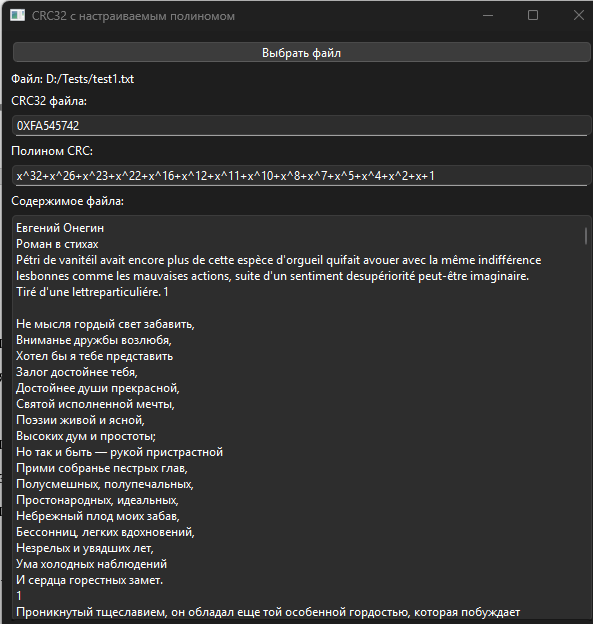 CRC32 с настраиваемым полиномом
Выбрать файл
Файл: D:/Tests/test1.txt
CRC32 файла:
0XFA545742
Полином CRC:
x^32+x^26+x^23+x^22+x^16+x^12+x^11+x^10+x^8+x^7+x^5+x^4+x^2+x+1
Содержимое файла:
Евгений Онегин
Роман в стихах
Pétri de vanitéil avait encore plus de cette espèce d'orgueil quifait avouer avec la même indifférence
lesbonnes comme les mauvaises actions, suite d'un sentiment desupériorité peut-être imaginaire.
Tiré d'une lettreparticuliére. 1
Не мысля гордый свет забавить,
Вниманье дружбы возлюбя,
Хотел бы я тебе представить
Залог достойнее тебя,
Достойнее души прекрасной,
Святой исполненной мечты,
Поэзии живой и ясной,
Высоких дум и простоты;
Но так и быть — рукой пристрастной
Прими собранье пестрых глав,
Полусмешных, полупечальных,
Простонародных, идеальных,
Небрежный плод моих забав,
Бессонниц, легких вдохновений,
Незрелых и увядших лет,
Ума холодных наблюдений
И сердца горестных замет.
1
Проникнутый тщеславием, он обладал еще той особенной гордостью, которая побуждает